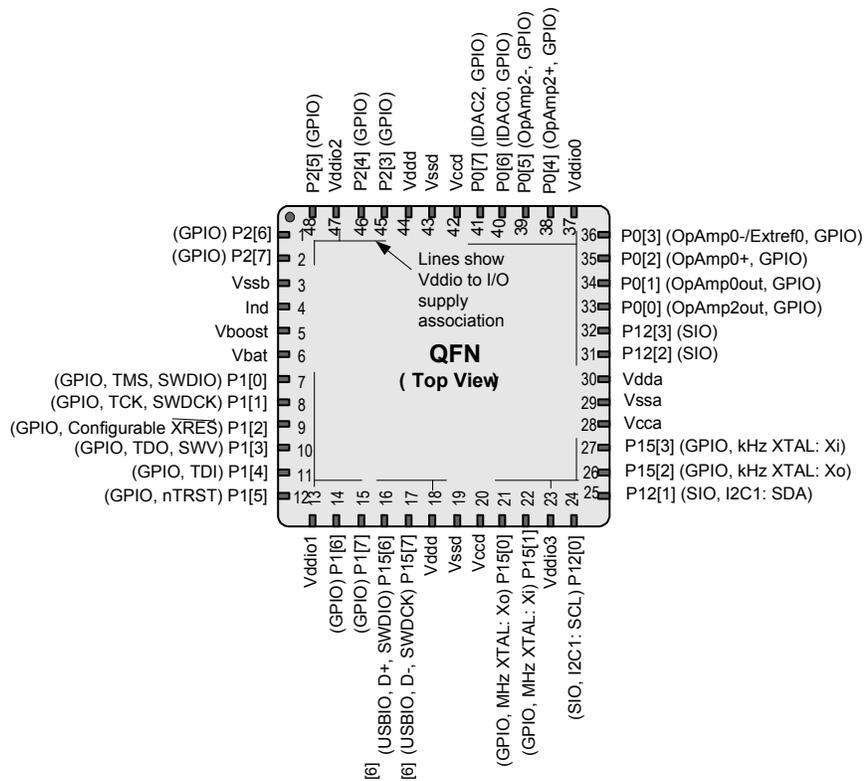 P2[5] (GPIO)
Vddio2
P2[4] (GPIO)
P2[3] (GPIO)
Vddd
Vssd
Vccd
P0[7] (IDAC2, GPIO)
P0[6] (IDAC0, GPIO)
P0[5] (OpAmp2-, GPIO)
P0[4] (OpAmp2+, GPIO)
Vddio0
48
47
46
45
44
43
42
41
40
39
38
37
(GPIO) P2[6] 1
(GPIO) P2[7] 2
Vssb 3
Ind 4
Vboost 5
Vbat 6
(GPIO, TMS, SWDIO) P1[0] 7
(GPIO, TCK, SWDCK) P1[1] 8
(GPIO, Configurable XRES) P1[2] 9
(GPIO, TDO, SWV) P1[3] 10
(GPIO, TDI) P1[4] 11
(GPIO, nTRST) P1[5] 12
Lines show
Vddio to I/O
supply
association
QFN
( Top View)
36 P0[3] (OpAmp0-/Extref0, GPIO)
35 P0[2] (OpAmp0+, GPIO)
34 P0[1] (OpAmp0out, GPIO)
33 P0[0] (OpAmp2out, GPIO)
32 P12[3] (SIO)
31 P12[2] (SIO)
30 Vdda
29 Vssa
28 Vcca
27 P15[3] (GPIO, kHz XTAL: Xi)
26 P15[2] (GPIO, kHz XTAL: Xo)
25 P12[1] (SIO, I2C1: SDA)
13
14
15
16
17
18
19
20
21
22
23
24
Vddio1
(GPIO) P1[6]
(GPIO) P1[7]
[6] (USBIO, D+, SWDIO) P15[6]
[6] (USBIO, D-, SWDCK) P15[7]
Vddd
Vssd
Vccd
(GPIO, MHz XTAL: Xo) P15[0]
(GPIO, MHz XTAL: Xi) P15[1]
Vddio3
(SIO, I2C1: SCL) P12[0]